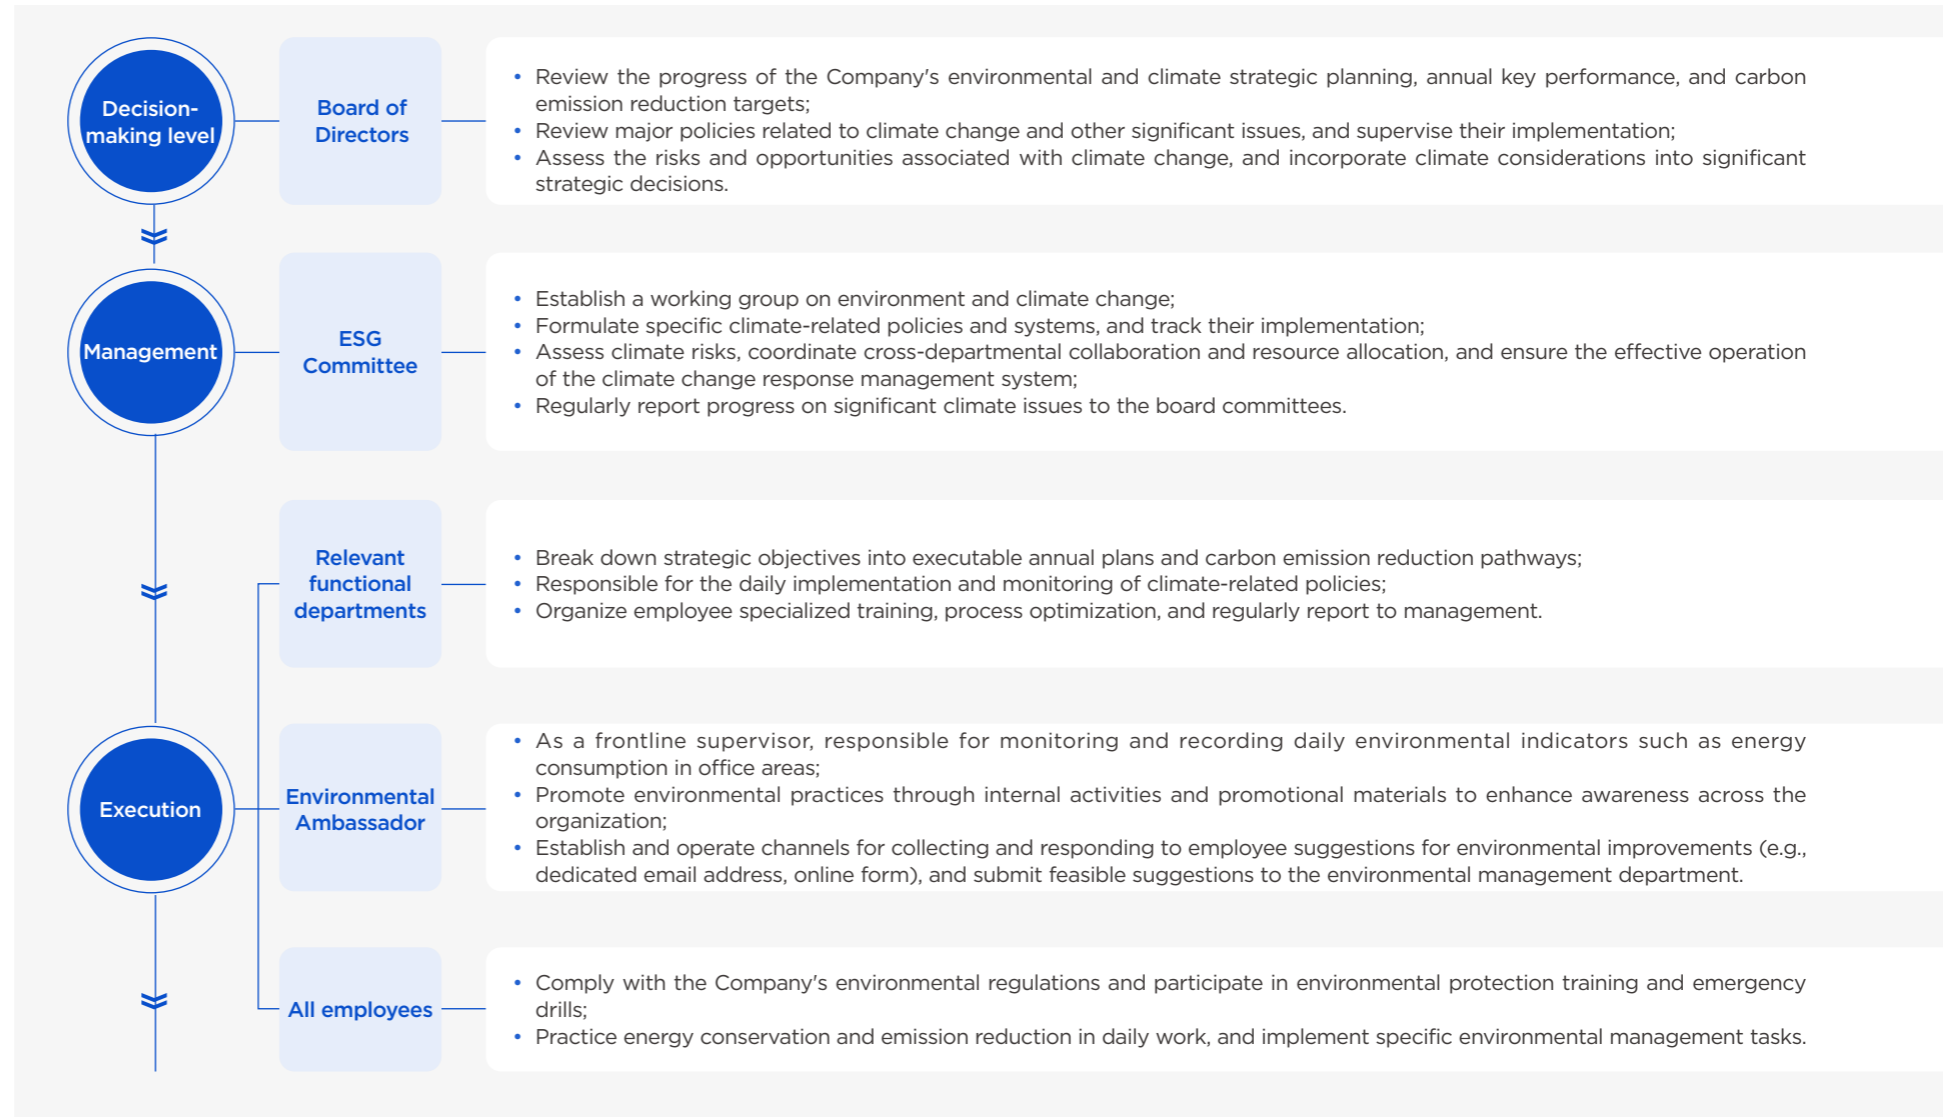 Decision-
making level
Board of
Directors
• Review the progress of the Company's environmental and climate strategic planning, annual key performance, and carbon
emission reduction targets;
• Review major policies related to climate change and other significant issues, and supervise their implementation;
• Assess the risks and opportunities associated with climate change, and incorporate climate considerations into significant
strategic decisions.
Management
ESG
Committee
• Establish a working group on environment and climate change;
• Formulate specific climate-related policies and systems, and track their implementation;
• Assess climate risks, coordinate cross-departmental collaboration and resource allocation, and ensure the effective operation
of the climate change response management system;
• Regularly report progress on significant climate issues to the board committees.
Relevant
functional
departments
• Break down strategic objectives into executable annual plans and carbon emission reduction pathways;
• Responsible for the daily implementation and monitoring of climate-related policies;
• Organize employee specialized training, process optimization, and regularly report to management.
Execution
Environmental
Ambassador
• As a frontline supervisor, responsible for monitoring and recording daily environmental indicators such as energy
consumption in office areas;
• Promote environmental practices through internal activities and promotional materials to enhance awareness across the
organization;
• Establish and operate channels for collecting and responding to employee suggestions for environmental improvements (e.g.,
dedicated email address, online form), and submit feasible suggestions to the environmental management department.
All employees
• Comply with the Company's environmental regulations and participate in environmental protection training and emergency
drills;
• Practice energy conservation and emission reduction in daily work, and implement specific environmental management tasks.